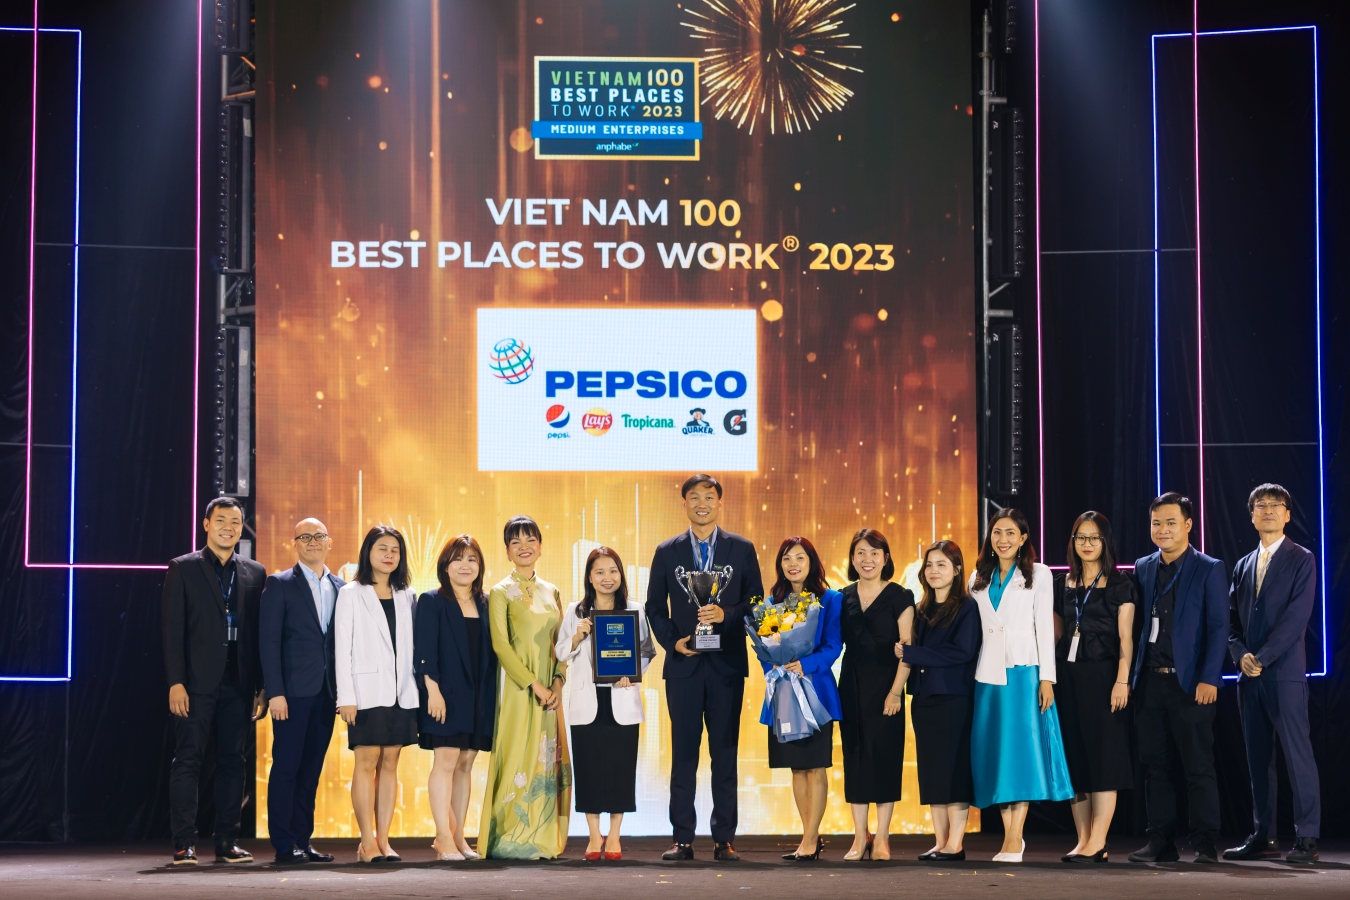 VIETNAM 100
BEST PLACES
TO WORK® 2023
MEDIUM ENTERPRISES
anphabe
VIET NAM 100
BEST PLACES TO WORK® 2023
PEPSICO
pepsi
Lay's
Tropicana
QUAKER
G